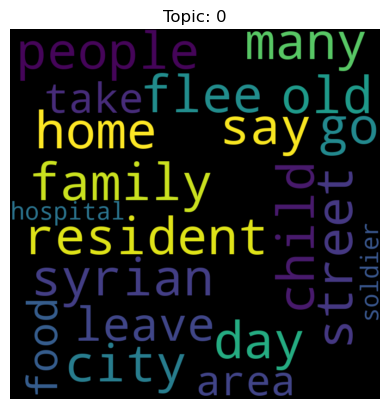 Topic: 0
people many
take flee old
home say go
family
hospital
resident child street
syrian soldier
leave day
food city area